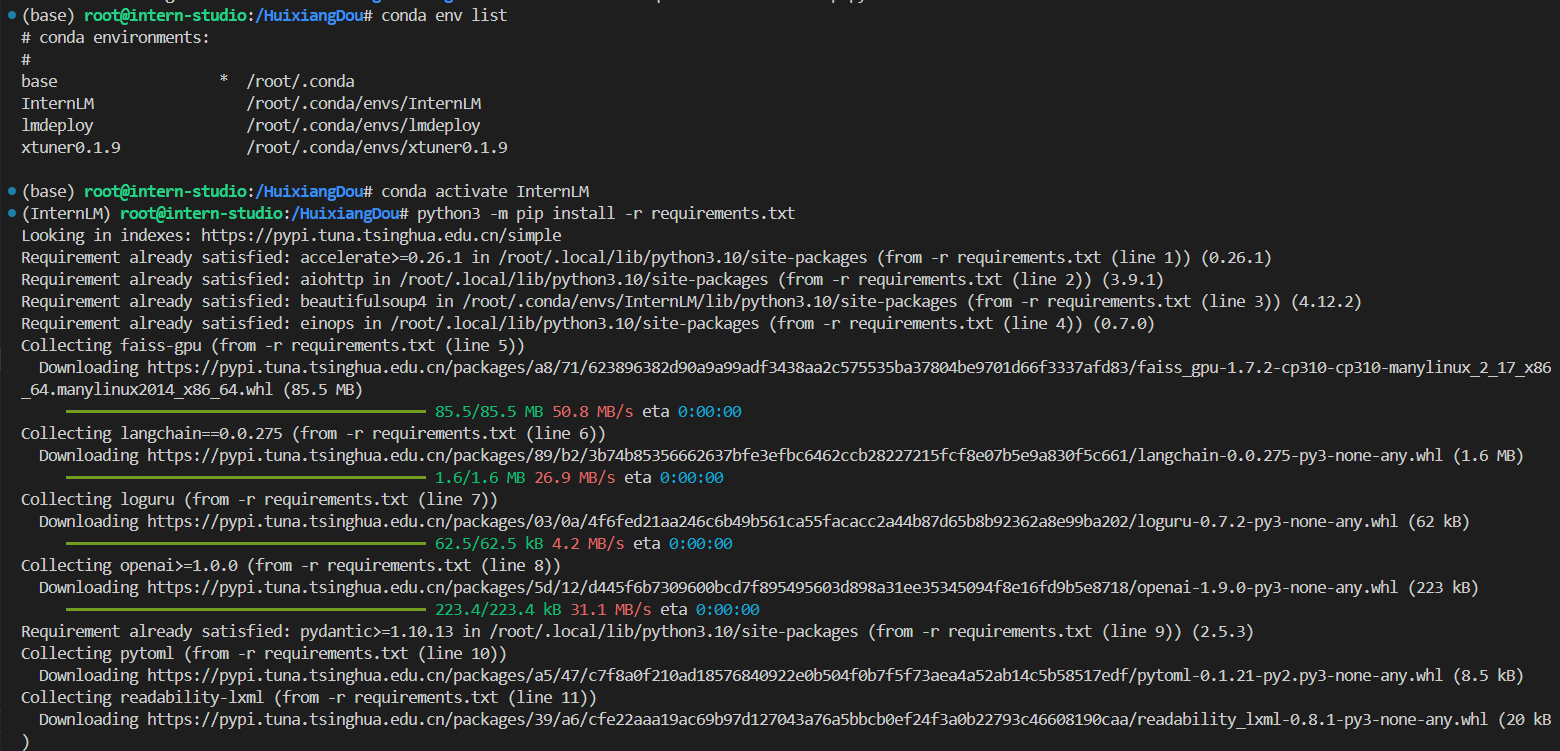 (base) root@intern-studio:/HuixiangDou# conda env list
# conda environments:
#
base                  *  /root/.conda
InternLM                 /root/.conda/envs/InternLM
lmdeploy                 /root/.conda/envs/lmdeploy
xtuner0.1.9              /root/.conda/envs/xtuner0.1.9
(base) root@intern-studio:/HuixiangDou# conda activate InternLM
(InternLM) root@intern-studio:/HuixiangDou# python3 -m pip install -r requirements.txt
Looking in indexes: https://pypi.tuna.tsinghua.edu.cn/simple
Requirement already satisfied: accelerate>=0.26.1 in /root/.local/lib/python3.10/site-packages (from -r requirements.txt (line 1)) (0.26.1)
Requirement already satisfied: aiohttp in /root/.local/lib/python3.10/site-packages (from -r requirements.txt (line 2)) (3.9.1)
Requirement already satisfied: beautifulsoup4 in /root/.conda/envs/InternLM/lib/python3.10/site-packages (from -r requirements.txt (line 3)) (4.12.2)
Requirement already satisfied: einops in /root/.local/lib/python3.10/site-packages (from -r requirements.txt (line 4)) (0.7.0)
Collecting faiss-gpu (from -r requirements.txt (line 5))
  Downloading https://pypi.tuna.tsinghua.edu.cn/packages/a8/71/623896382d90a9a99adf3438aa2c575535ba37804be9701d66f3337afd83/faiss_gpu-1.7.2-cp310-cp310-manylinux_2_17_x86
_64.manylinux2014_x86_64.whl (85.5 MB)
85.5/85.5 MB 50.8 MB/s eta 0:00:00
Collecting langchain==0.0.275 (from -r requirements.txt (line 6))
  Downloading https://pypi.tuna.tsinghua.edu.cn/packages/89/b2/3b74b85356662637bfe3efbc6462ccb28227215fcf8e07b5e9a830f5c661/langchain-0.0.275-py3-none-any.whl (1.6 MB)
1.6/1.6 MB 26.9 MB/s eta 0:00:00
Collecting loguru (from -r requirements.txt (line 7))
  Downloading https://pypi.tuna.tsinghua.edu.cn/packages/03/0a/4f6fed21aa246c6b49b561ca55facacc2a44b87d65b8b92362a8e99ba202/loguru-0.7.2-py3-none-any.whl (62 kB)
62.5/62.5 kB 4.2 MB/s eta 0:00:00
Collecting openai>=1.0.0 (from -r requirements.txt (line 8))
  Downloading https://pypi.tuna.tsinghua.edu.cn/packages/5d/12/d445f6b7309600bcd7f895495603d898a31ee35345094f8e16fd9b5e8718/openai-1.9.0-py3-none-any.whl (223 kB)
223.4/223.4 kB 31.1 MB/s eta 0:00:00
Requirement already satisfied: pydantic>=1.10.13 in /root/.local/lib/python3.10/site-packages (from -r requirements.txt (line 9)) (2.5.3)
Collecting pytoml (from -r requirements.txt (line 10))
  Downloading https://pypi.tuna.tsinghua.edu.cn/packages/a5/47/c7f8a0f210ad18576840922e0b504f0b7f5f73aea4a52ab14c5b58517edf/pytoml-0.1.21-py2.py3-none-any.whl (8.5 kB)
Collecting readability-lxml (from -r requirements.txt (line 11))
  Downloading https://pypi.tuna.tsinghua.edu.cn/packages/39/a6/cfe22aaa19ac69b97d127043a76a5bbcb0ef24f3a0b22793c46608190caa/readability_lxml-0.8.1-py3-none-any.whl (20 kB
)